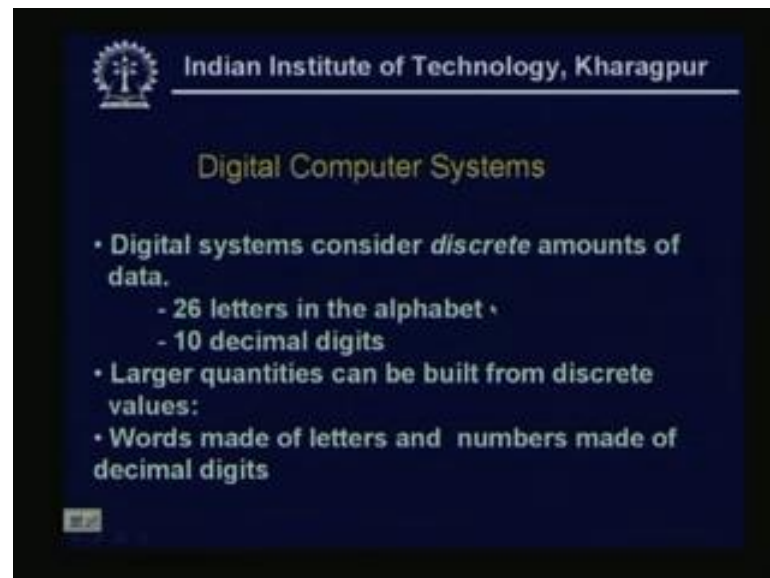 Indian Institute of Technology, Kharagpur
Digital Computer Systems
• Digital systems consider discrete amounts of
data.
- 26 letters in the alphabet
- 10 decimal digits
• Larger quantities can be built from discrete
values:
• Words made of letters and numbers made of
decimal digits